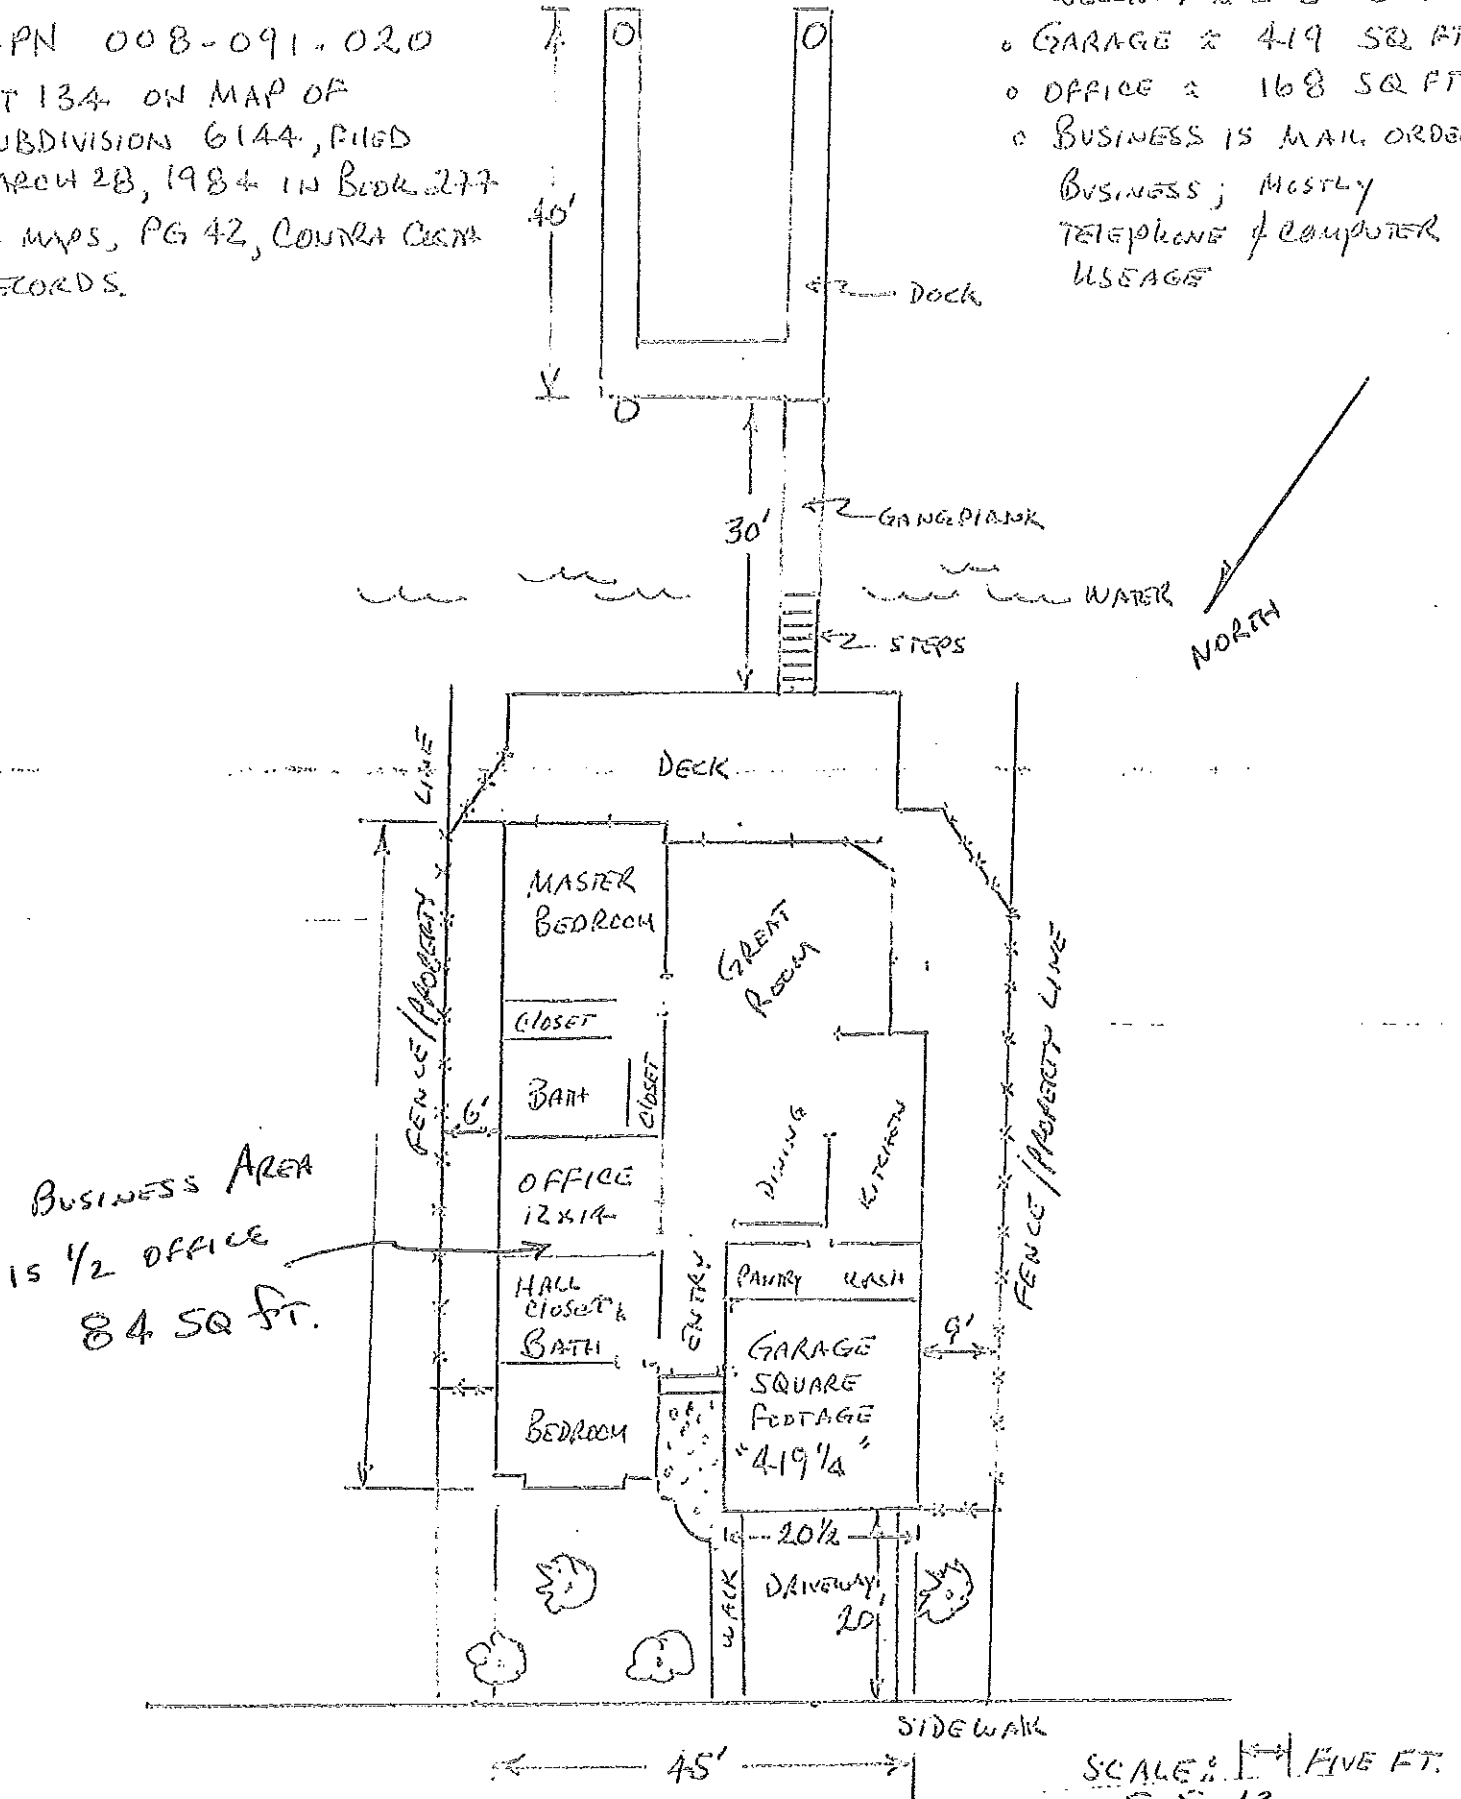 PN 008-091-020
T 134 ON MAP OF
UBDIVISION 6144, FILED
ARCH 28, 1984 IN BOOK 277
MAPS, PG 42, CONTRA COSTA
ECORDS.
• GARAGE ≈ 419 SQ FT
• OFFICE ≈ 168 SQ FT
• BUSINESS IS MAIL ORDER
BUSINESS; MOSTLY
TELEPHONE & COMPUTER
USEAGE
40'
DOCK
30'
GANGPLANK
WATER
STEPS
NORTH
DECK
FENCE/PROPERTY LINE
MASTER
BEDROOM
GREAT
ROOM
CLOSET
BATH
CLOSET
6'
DINING
KITCHEN
FENCE/PROPERTY LINE
OFFICE
12x14
BUSINESS AREA
IS 1/2 OFFICE
84 SQ FT.
HALL
CLOSET &
BATH
ENTRY
PANTRY WASH
BEDROOM
GARAGE
SQUARE
FOOTAGE
"419 1/4"
9'
20 1/2
WALK
DRIVEWAY
20'
SIDEWALK
45'
SCALE: FIVE FT.